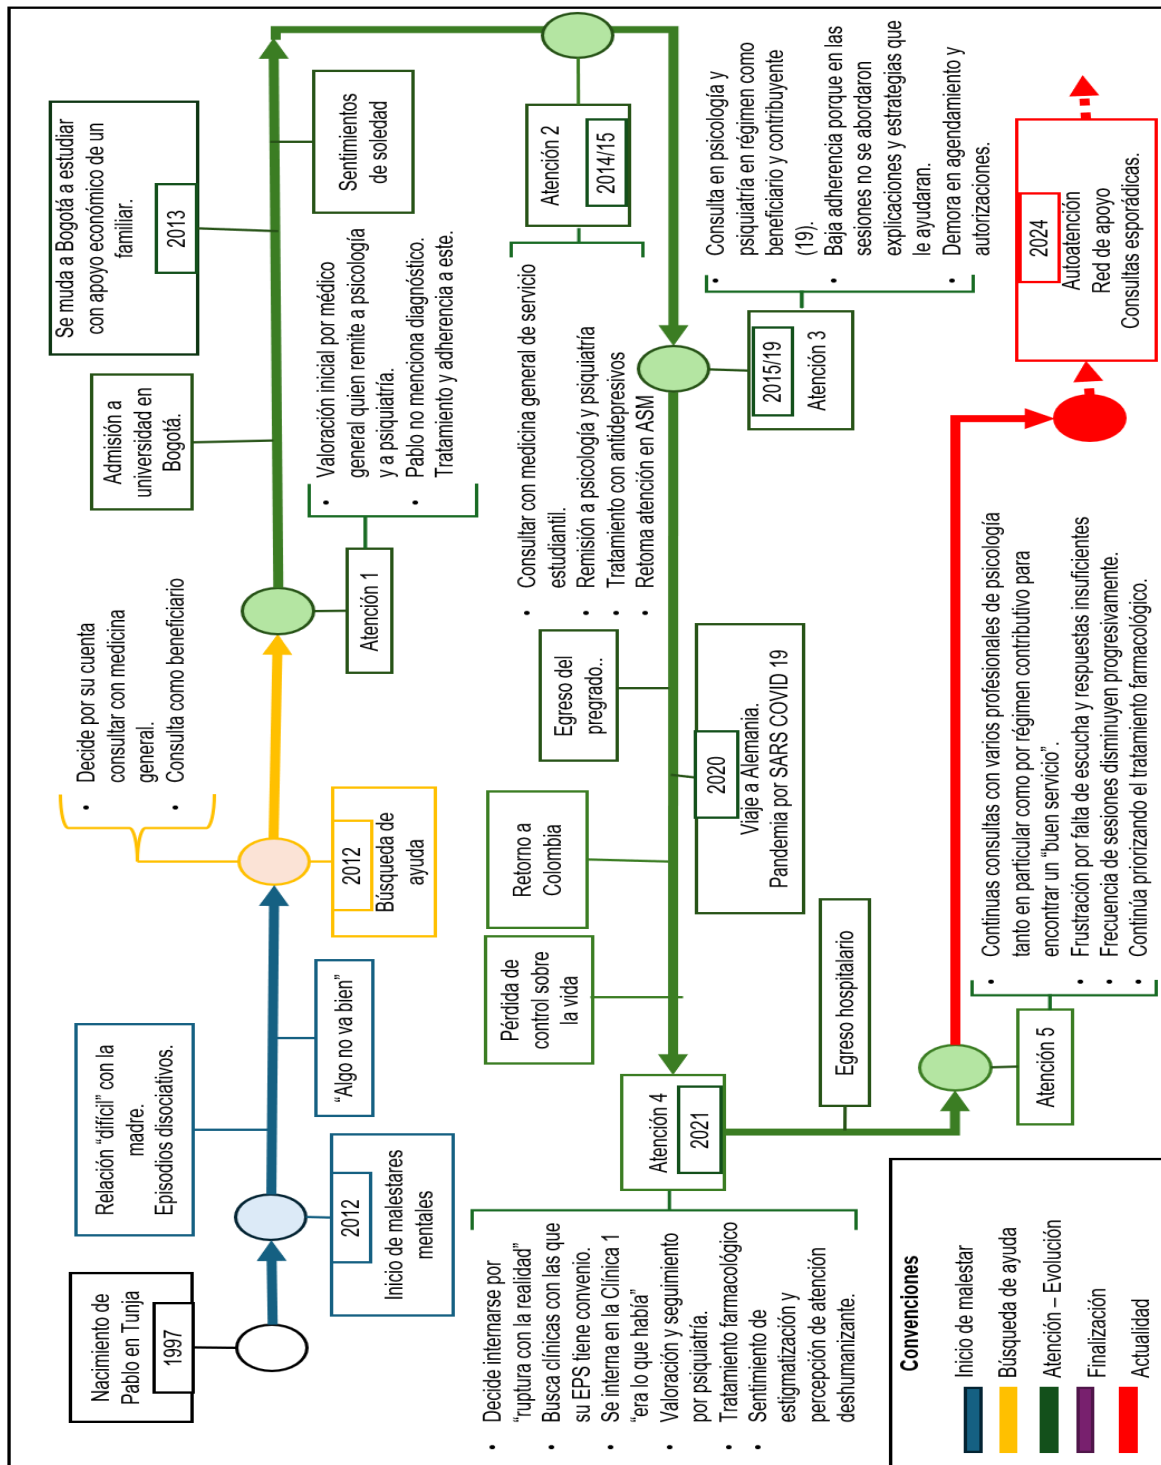 Nacimiento de
Pablo en Tunja
1997
Relación “difícil” con la
madre.
Episodios disociativos.
2012
Inicio de malestares
mentales
“Algo no va bien”
• Decide por su cuenta
consultar con medicina
general.
• Consulta como beneficiario
2012
Búsqueda de
ayuda
Atención 1
• Valoración inicial por médico
general quien remite a psicología
y a psiquiatría.
• Pablo no menciona diagnóstico.
Tratamiento y adherencia a este.
Admisión a
universidad en
Bogotá.
Se muda a Bogotá a estudiar
con apoyo económico de un
familiar.
2013
Sentimientos
de soledad
Atención 2
2014/15
• Consultar con medicina general de servicio
estudiantil.
• Remisión a psicología y psiquiatría
• Tratamiento con antidepresivos
• Retoma atención en ASM
2015/19
Atención 3
• Consulta en psicología y
psiquiatría en régimen como
beneficiario y contribuyente
(19).
• Baja adherencia porque en las
sesiones no se abordaron
explicaciones y estrategias que
le ayudaran.
• Demora en agendamiento y
autorizaciones.
Egreso del
pregrado..
2020
Viaje a Alemania.
Pandemia por SARS COVID 19
Retorno a
Colombia
Pérdida de
control sobre
la vida
Atención 4
2021
• Decide internarse por
“ruptura con la realidad”
• Busca clínicas con las que
su EPS tiene convenio.
• Se interna en la Clínica 1
“era lo que había”
• Valoración y seguimiento
por psiquiatría.
• Tratamiento farmacológico
• Sentimiento de
estigmatización y
percepción de atención
deshumanizante.
Egreso hospitalario
Atención 5
• Continuas consultas con varios profesionales de psicología
tanto en particular como por régimen contributivo para
encontrar un “buen servicio”.
• Frustración por falta de escucha y respuestas insuficientes
• Frecuencia de sesiones disminuyen progresivamente.
• Continúa priorizando el tratamiento farmacológico.
2024
Autoatención
Red de apoyo
Consultas esporádicas.
Convenciones
Inicio de malestar
Búsqueda de ayuda
Atención – Evolución
Finalización
Actualidad